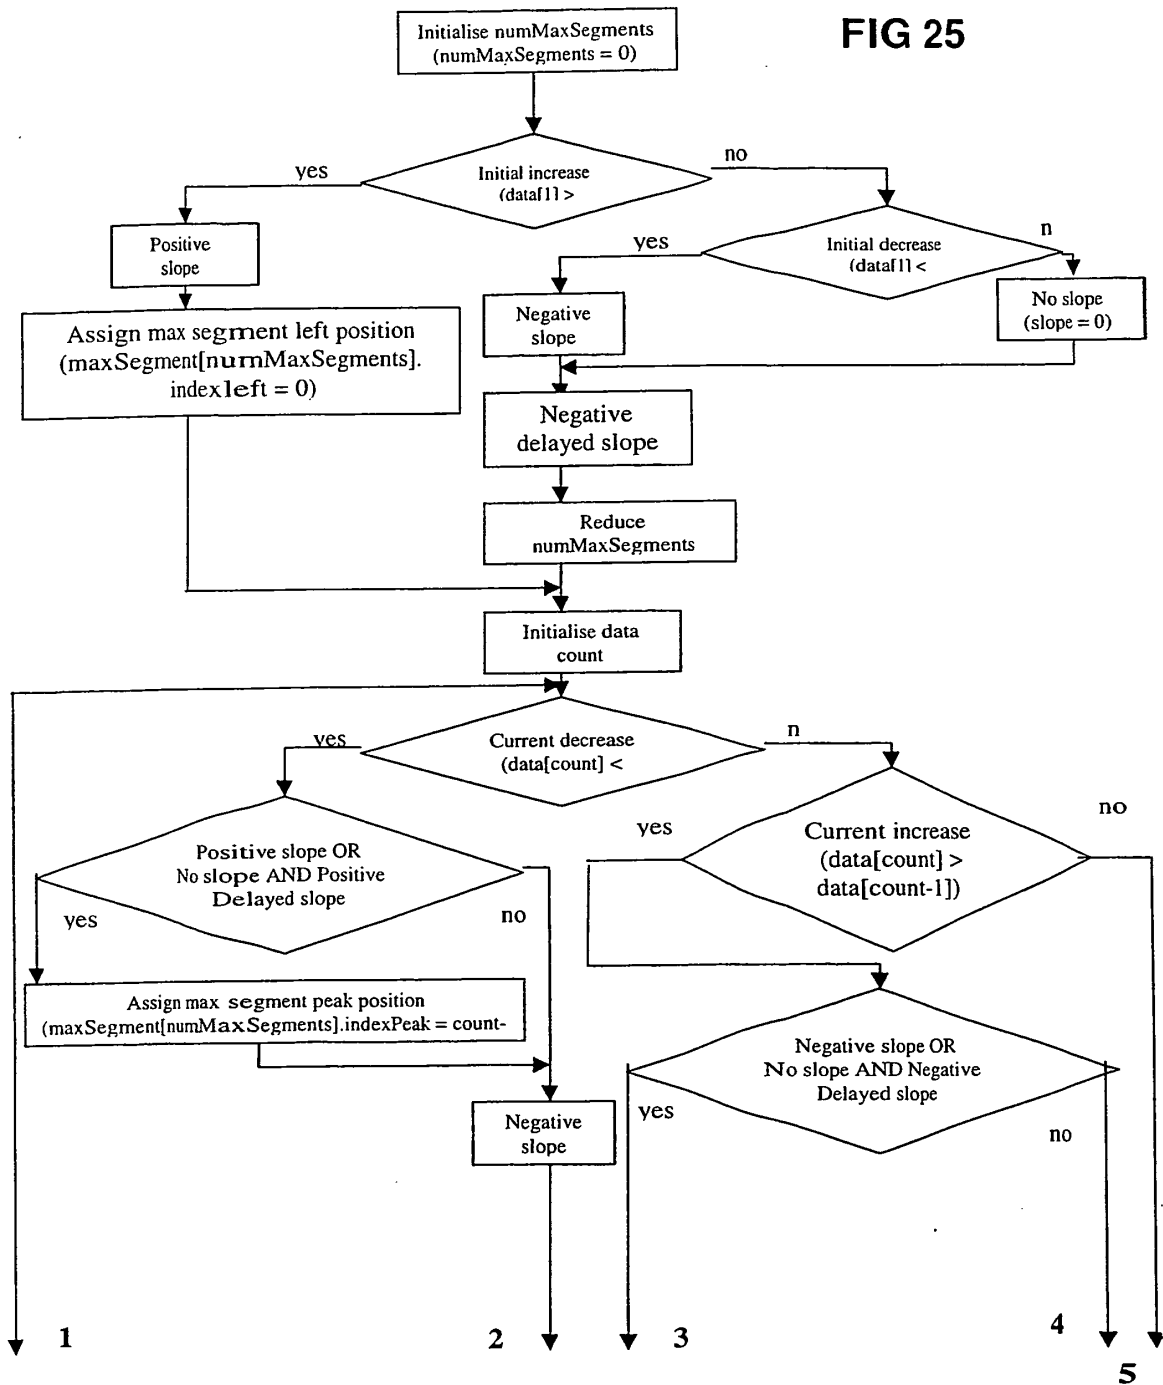 FIG 25
Initialise numMaxSegments
(numMaxSegments = 0)
yes
no
Initial increase
(data[1] >
Positive
slope
yes
n
Initial decrease
(data[1] <
Assign max segment left position
(maxSegment[numMaxSegments].
indexleft = 0)
Negative
slope
No slope
(slope = 0)
Negative
delayed slope
Reduce
numMaxSegments
Initialise data
count
yes
n
Current decrease
(data[count] <
yes
no
Current increase
(data[count] >
data[count-1])
Positive slope OR
No slope AND Positive
Delayed slope
yes
no
Assign max segment peak position
(maxSegment[numMaxSegments].indexPeak = count-
Negative slope OR
No slope AND Negative
Delayed slope
yes
no
Negative
slope
1
2
3
4
5